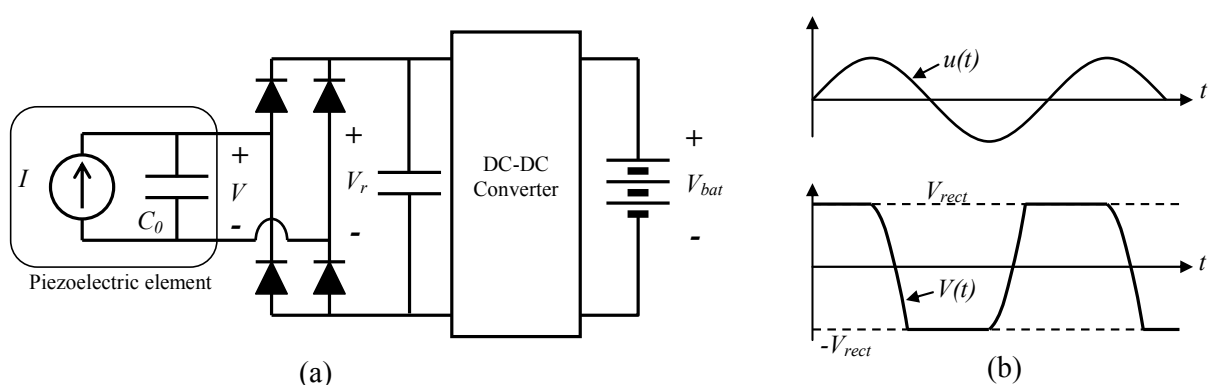 I
C0
+
V
-
Piezoelectric element
+
Vr
-
DC-DC
Converter
+
Vbat
-
(a)
u(t)
t
Vrect
t
V(t)
-Vrect
(b)